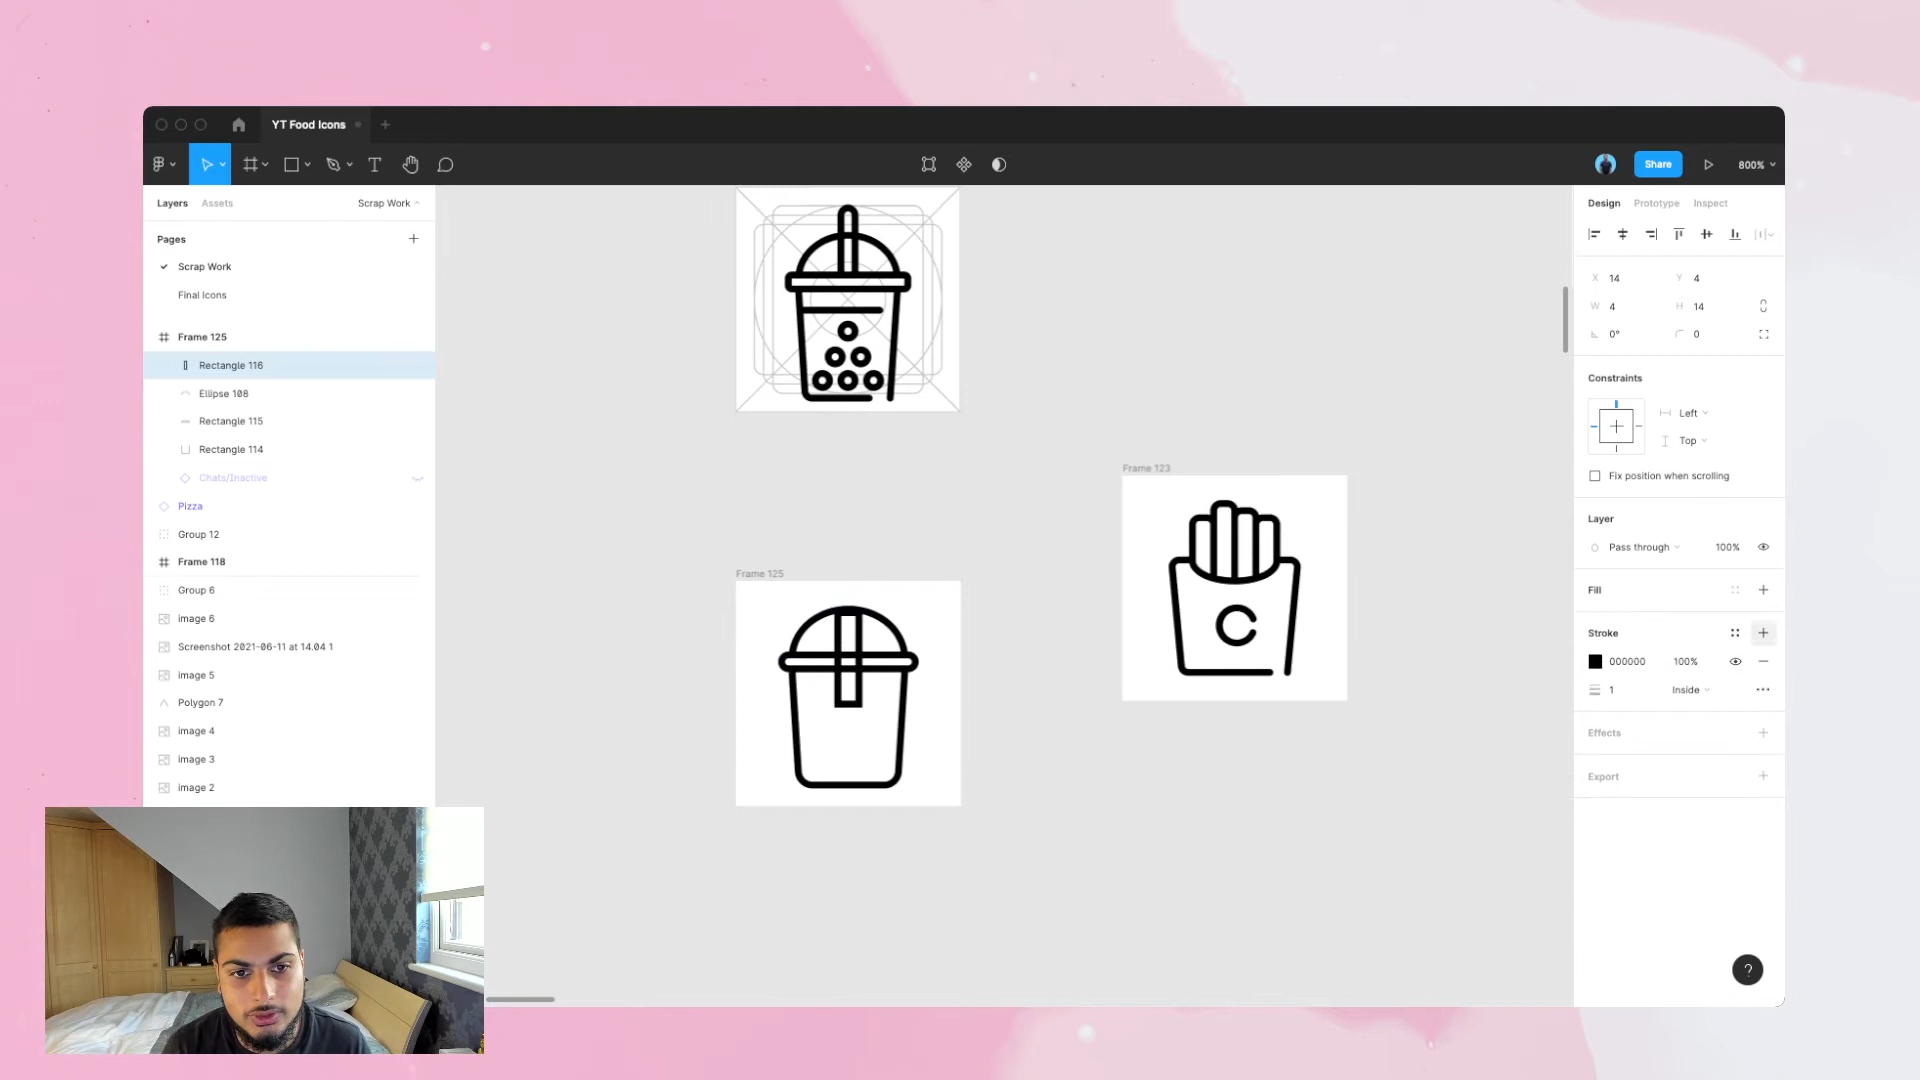 YT Food Icons
Share
800%
Layers
Assets
Scrap Work
Pages
Scrap Work
Final Icons
Frame 125
Rectangle 116
Ellipse 108
Rectangle 115
Rectangle 114
Chats/Inactive
Pizza
Group 12
Frame 118
Group 6
image 6
Screenshot 2021-06-11 at 14.04 1
image 5
Polygon 7
image 4
image 3
image 2
Frame 125
Frame 123
C
Design
Prototype
Inspect
X 14
Y 4
W 4
H 14
0°
0
Constraints
Left
Top
Fix position when scrolling
Layer
Pass through
100%
Fill
Stroke
000000
100%
1
Inside
Effects
Export
?